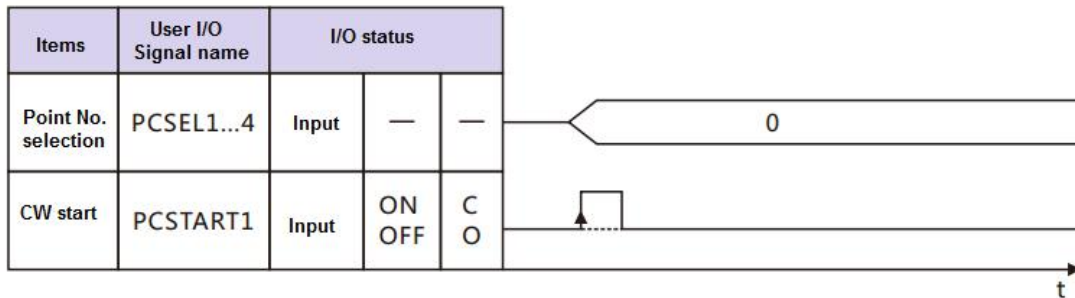 Items
User I/O
Signal name
I/O status
Point No.
selection
PCSEL1...4
Input
—
—
0
CW start
PCSTART1
Input
ON
OFF
C
O
t